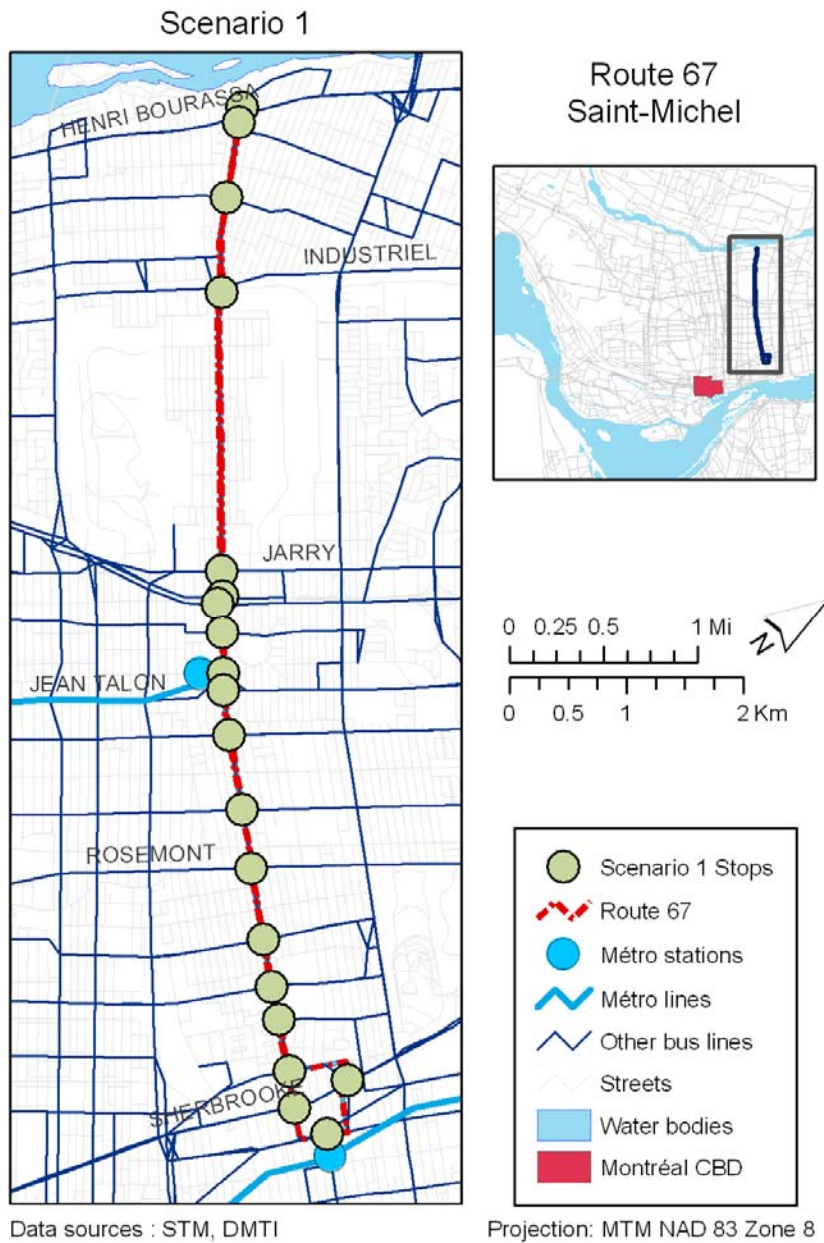 Scenario 1
HENRI BOURASSA
INDUSTRIEL
JARRY
JEAN TALON
ROSEMONT
SHERBROOKE
Data sources : STM, DMTI
Route 67
Saint-Michel
0 0.25 0.5 1 Mi
0 0.5 1 2 Km
N
Scenario 1 Stops
Route 67
Métro stations
Métro lines
Other bus lines
Streets
Water bodies
Montréal CBD
Projection: MTM NAD 83 Zone 8